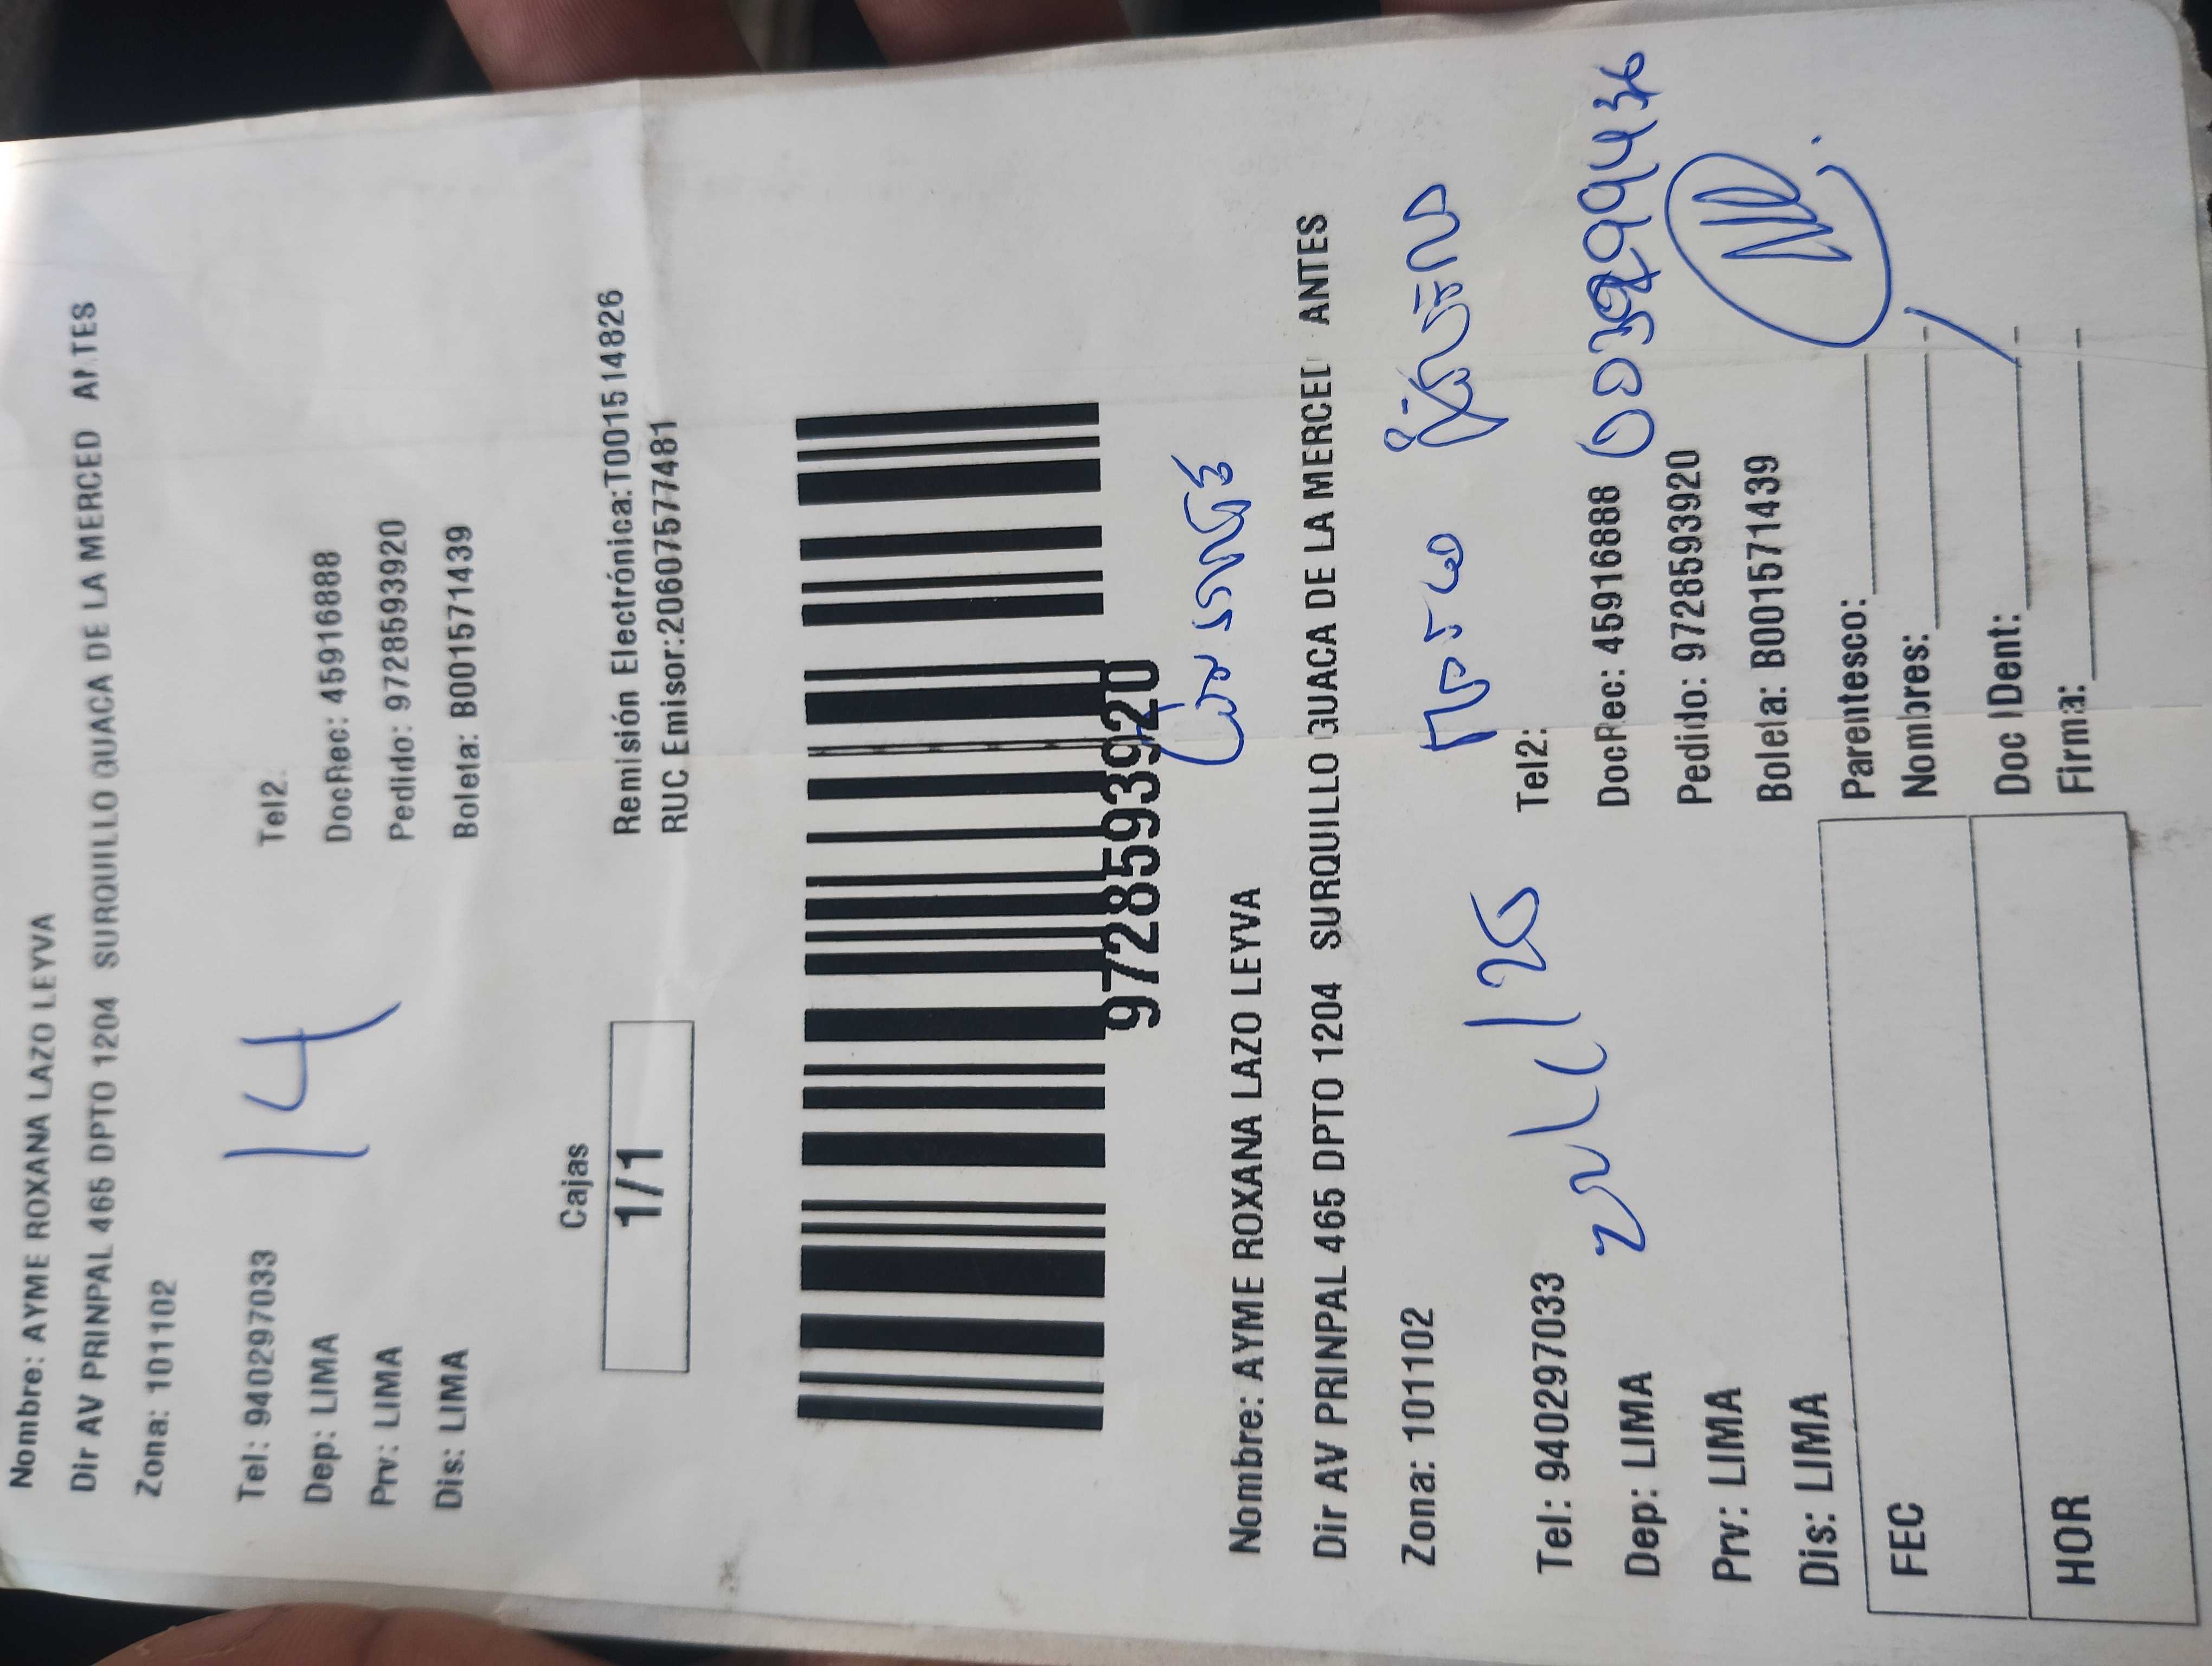 Nombre: AYME ROXANA LAZO LEYVA
Dir AV PRINPAL 465 DPTO 1204 SURQUILLO GUACA DE LA MERCED ANTES
Zona: 101102
Tel: 940297033
Tel2:
Dep: LIMA
DocRec: 45916888
Prv: LIMA
Pedido: 9728593920
Dis: LIMA
Boleta: B001571439
14
Cajas
1/1
Remisión Electrónica:T001514826
RUC Emisor:20607577481
9728593920
Nombre: AYME ROXANA LAZO LEYVA
Dir AV PRINPAL 465 DPTO 1204 SURQUILLO GUACA DE LA MERCED ANTES
Zona: 101102
Tel: 940297033
Tel2:
Dep: LIMA
DocRec: 45916888
Prv: LIMA
Pedido: 9728593920
Dis: LIMA
Boleta: B001571439
FEC
HOR
Parentesco:
Nombres:
Doc IDent:
Firma: